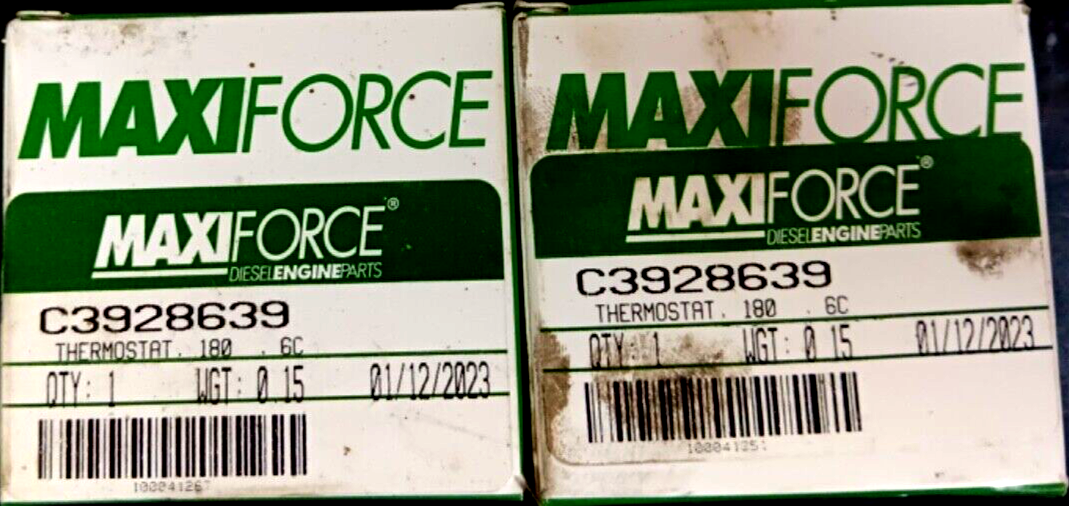 MAXIFORCE
MAXIFORCE®
DIESELENGINEPARTS
C3928639
THERMOSTAT. 180 . 6C
QTY: 1 WGT: 0.15 01/12/2023
MAXIFORCE
MAXIFORCE®
DIESELENGINEPARTS
C3928639
THERMOSTAT. 180 . 6C
QTY: 1 WGT: 0.15 01/12/2023